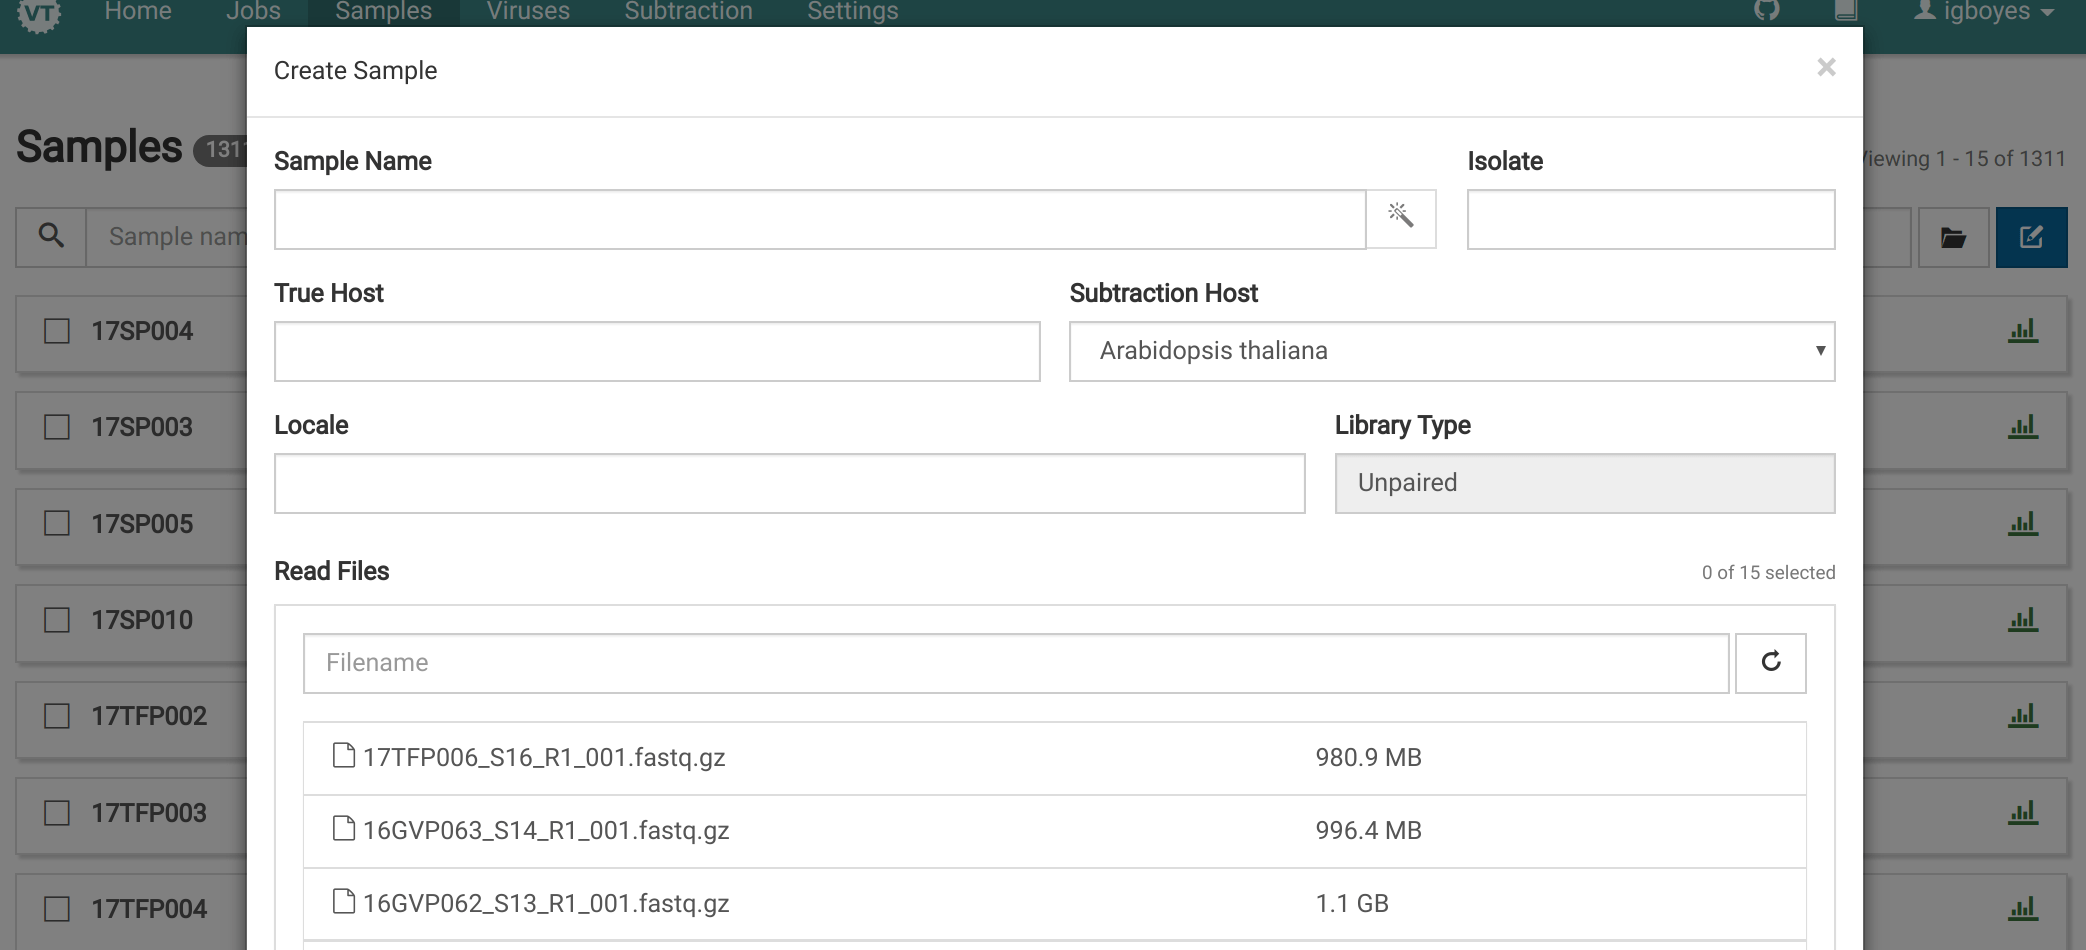 VT Home Jobs Samples Viruses Subtraction Settings igboyes
Create Sample ×
Samples 1311
Viewing 1 - 15 of 1311
Sample Name Isolate
Sample nam
True Host Subtraction Host
Arabidopsis thaliana
Locale Library Type
Unpaired
Read Files 0 of 15 selected
Filename
17TFP006_S16_R1_001.fastq.gz 980.9 MB
16GVP063_S14_R1_001.fastq.gz 996.4 MB
16GVP062_S13_R1_001.fastq.gz 1.1 GB
17SP004
17SP003
17SP005
17SP010
17TFP002
17TFP003
17TFP004